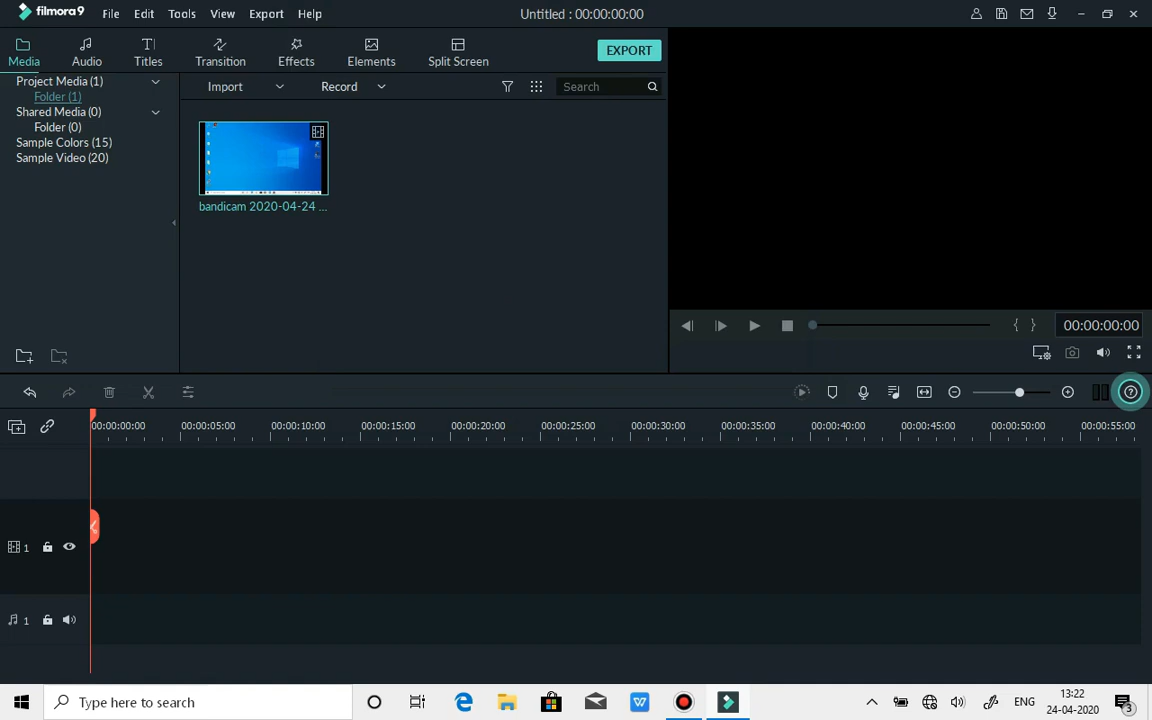 filmora9 File Edit Tools View Export Help Untitled : 00:00:00:00
Media Audio Titles Transition Effects Elements Split Screen EXPORT
Project Media (1)
Folder (1)
Shared Media (0)
Folder (0)
Sample Colors (15)
Sample Video (20)
Import Record Search
bandicam 2020-04-24 ...
00:00:00:00
00:00:00:00 00:00:05:00 00:00:10:00 00:00:15:00 00:00:20:00 00:00:25:00 00:00:30:00 00:00:35:00 00:00:40:00 00:00:45:00 00:00:50:00 00:00:55:00
1
1
Type here to search
ENG
13:22
24-04-2020
3